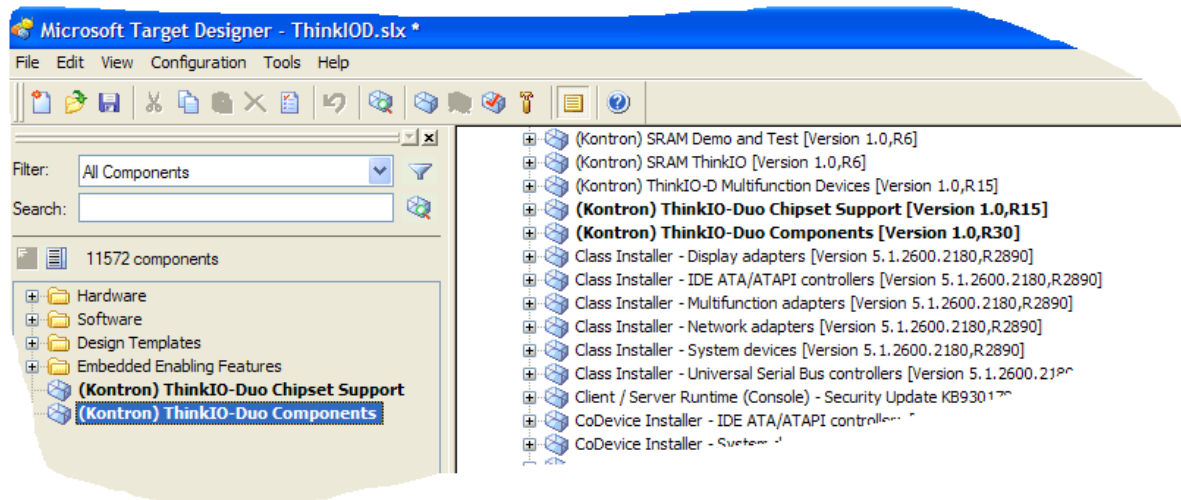 Microsoft Target Designer - ThinkIOD.slx *
File Edit View Configuration Tools Help
Filter: All Components
Search:
11572 components
Hardware
Software
Design Templates
Embedded Enabling Features
(Kontron) ThinkIO-Duo Chipset Support
(Kontron) ThinkIO-Duo Components
(Kontron) SRAM Demo and Test [Version 1.0,R6]
(Kontron) SRAM ThinkIO [Version 1.0,R6]
(Kontron) ThinkIO-D Multifunction Devices [Version 1.0,R15]
(Kontron) ThinkIO-Duo Chipset Support [Version 1.0,R15]
(Kontron) ThinkIO-Duo Components [Version 1.0,R30]
Class Installer - Display adapters [Version 5.1.2600.2180,R2890]
Class Installer - IDE ATA/ATAPI controllers [Version 5.1.2600.2180,R2890]
Class Installer - Multifunction adapters [Version 5.1.2600.2180,R2890]
Class Installer - Network adapters [Version 5.1.2600.2180,R2890]
Class Installer - System devices [Version 5.1.2600.2180,R2890]
Class Installer - Universal Serial Bus controllers [Version
Client / Server Runtime (Console) - Security Update
CoDevice Installer - IDE ATA/ATAPI
CoDevice Installer - System